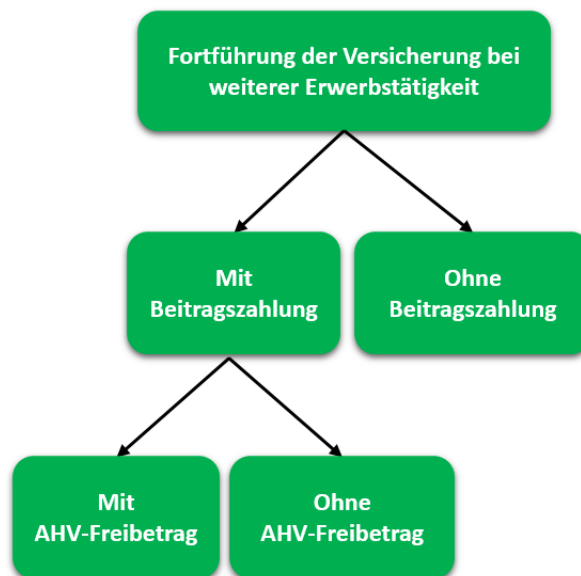 Fortführung der Versicherung bei
weiterer Erwerbstätigkeit
Mit
Beitragszahlung
Ohne
Beitragszahlung
Mit
AHV-Freibetrag
Ohne
AHV-Freibetrag